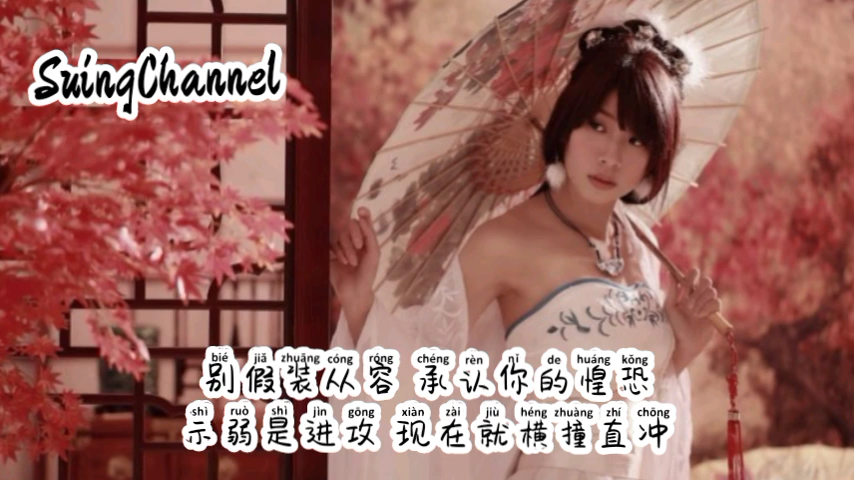 SuingChannel
bié jiǎ zhuāng cóng róng chéng rèn nǐ de huáng kǒng
别假装从容 承认你的惶恐
shì ruò shì jìn gōng xiàn zài jiù héng zhuàng zhí chōng
示弱是进攻 现在就横撞直冲